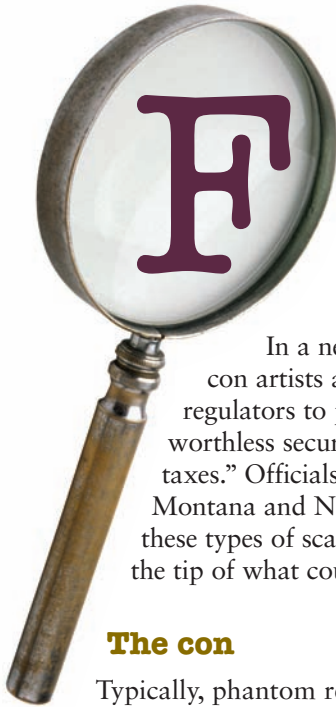 F
In a ne
con artists a
regulators to p
worthless secur
taxes.” Officials
Montana and N
these types of sca
the tip of what cou
The con
Typically, phantom re